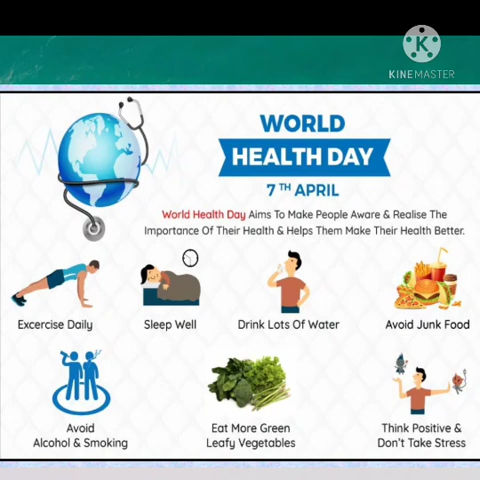 KINEMASTER
WORLD
HEALTH DAY
7 TH APRIL
World Health Day Aims To Make People Aware & Realise The
Importance Of Their Health & Helps Them Make Their Health Better.
Excercise Daily
Sleep Well
Drink Lots Of Water
Avoid Junk Food
Avoid
Alcohol & Smoking
Eat More Green
Leafy Vegetables
Think Positive &
Don't Take Stress